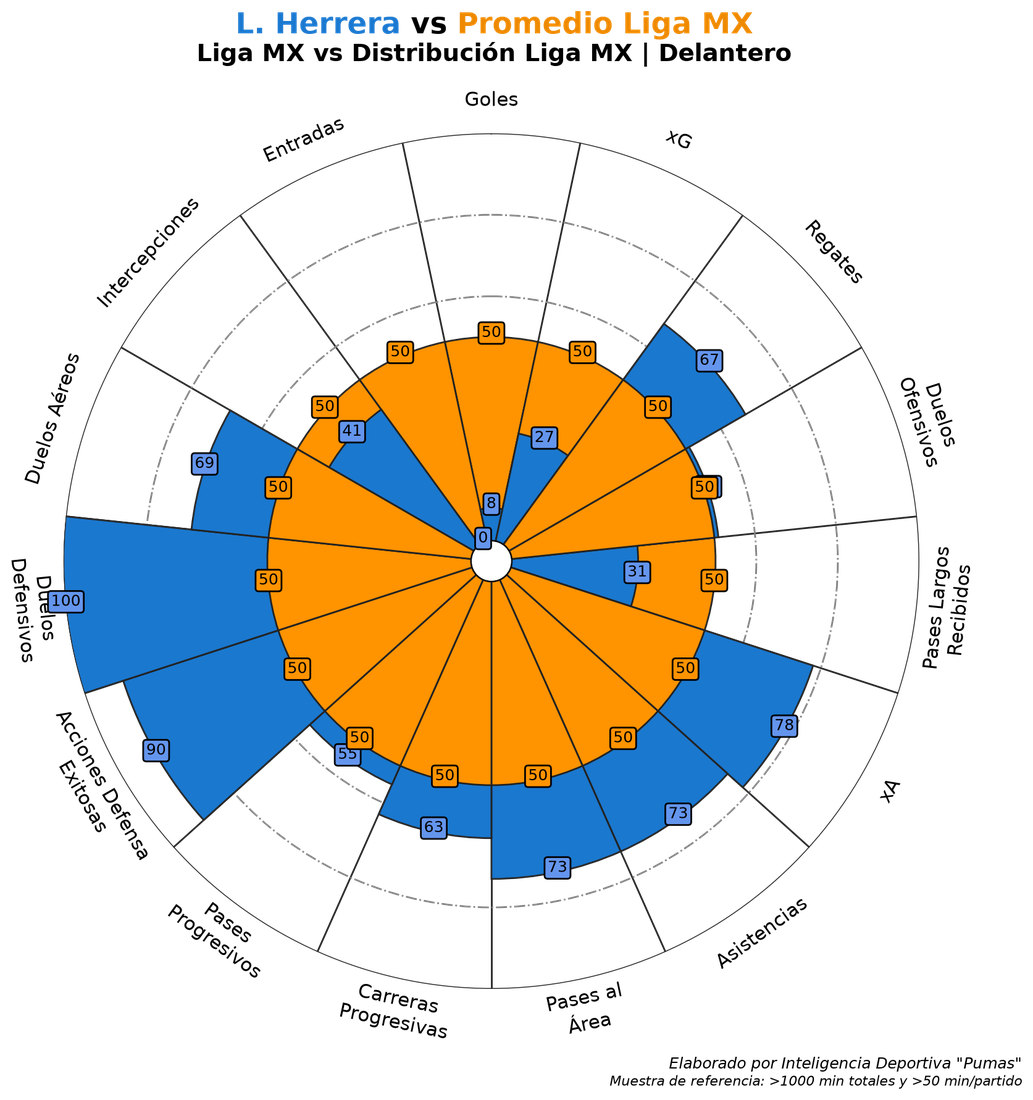 L. Herrera vs Promedio Liga MX
Liga MX vs Distribución Liga MX | Delantero
Goles
xG
Regates
Duelos
Ofensivos
Pases Largos
Recibidos
xA
Asistencias
Pases al
Área
Carreras
Progresivas
Pases
Progresivos
Acciones Defensa
Exitosas
Duelos
Defensivos
Duelos Aéreos
Intercepciones
Entradas
50
8
50
27
50
67
50
50
31
50
78
50
73
50
73
50
63
50
55
50
90
50
100
50
69
50
41
50
0
Elaborado por Inteligencia Deportiva "Pumas"
Muestra de referencia: >1000 min totales y >50 min/partido